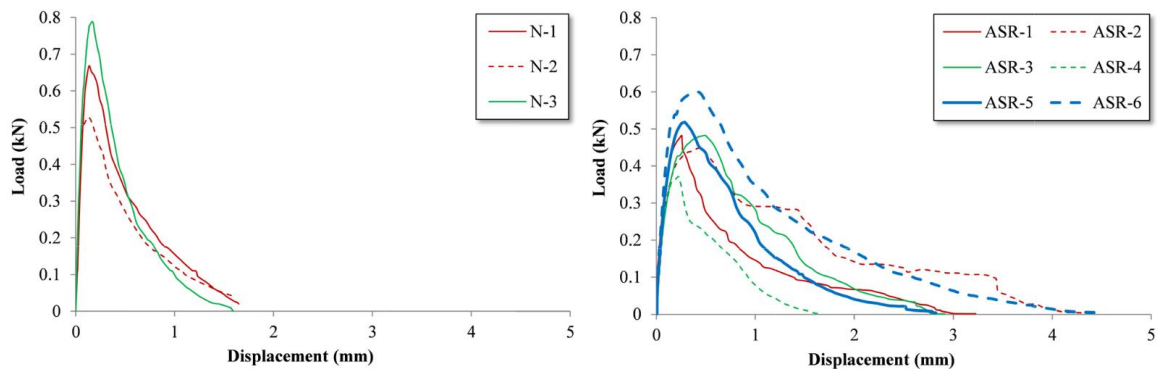 0.8
0.7
0.6
0.5
0.4
0.3
0.2
0.1
0
Load (kN)
N-1
N-2
N-3
0 1 2 3 4 5
Displacement (mm)
0.8
0.7
0.6
0.5
0.4
0.3
0.2
0.1
0
Load (kN)
ASR-1 ASR-2
ASR-3 ASR-4
ASR-5 ASR-6
0 1 2 3 4 5
Displacement (mm)